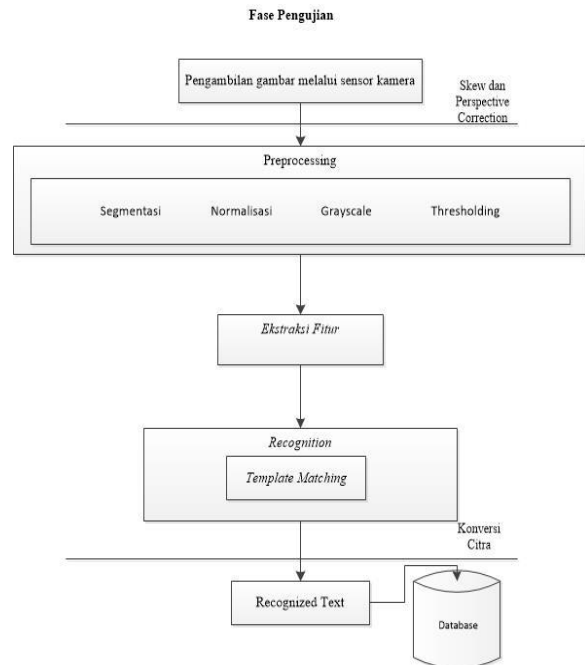 Fase Pengujian
Pengambilan gambar melalui sensor kamera
Skew dan
Perspective
Correction
Preprocessing
Segmentasi Normalisasi Grayscale Thresholding
Ekstraksi Fitur
Recognition
Template Matching
Konversi
Citra
Recognized Text
Database